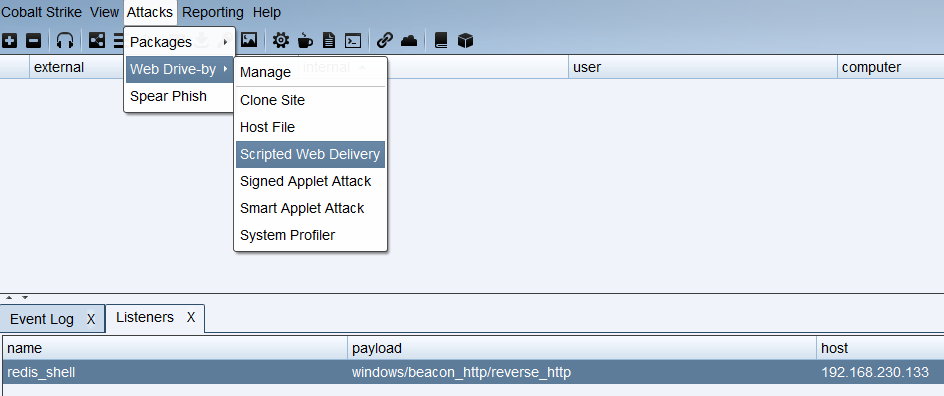 Cobalt Strike View Attacks Reporting Help
Packages
Web Drive-by
Spear Phish
Manage
Clone Site
Host File
Scripted Web Delivery
Signed Applet Attack
Smart Applet Attack
System Profiler
external internal user computer
Event Log X Listeners X
name payload host
redis_shell windows/beacon_http/reverse_http 192.168.230.133